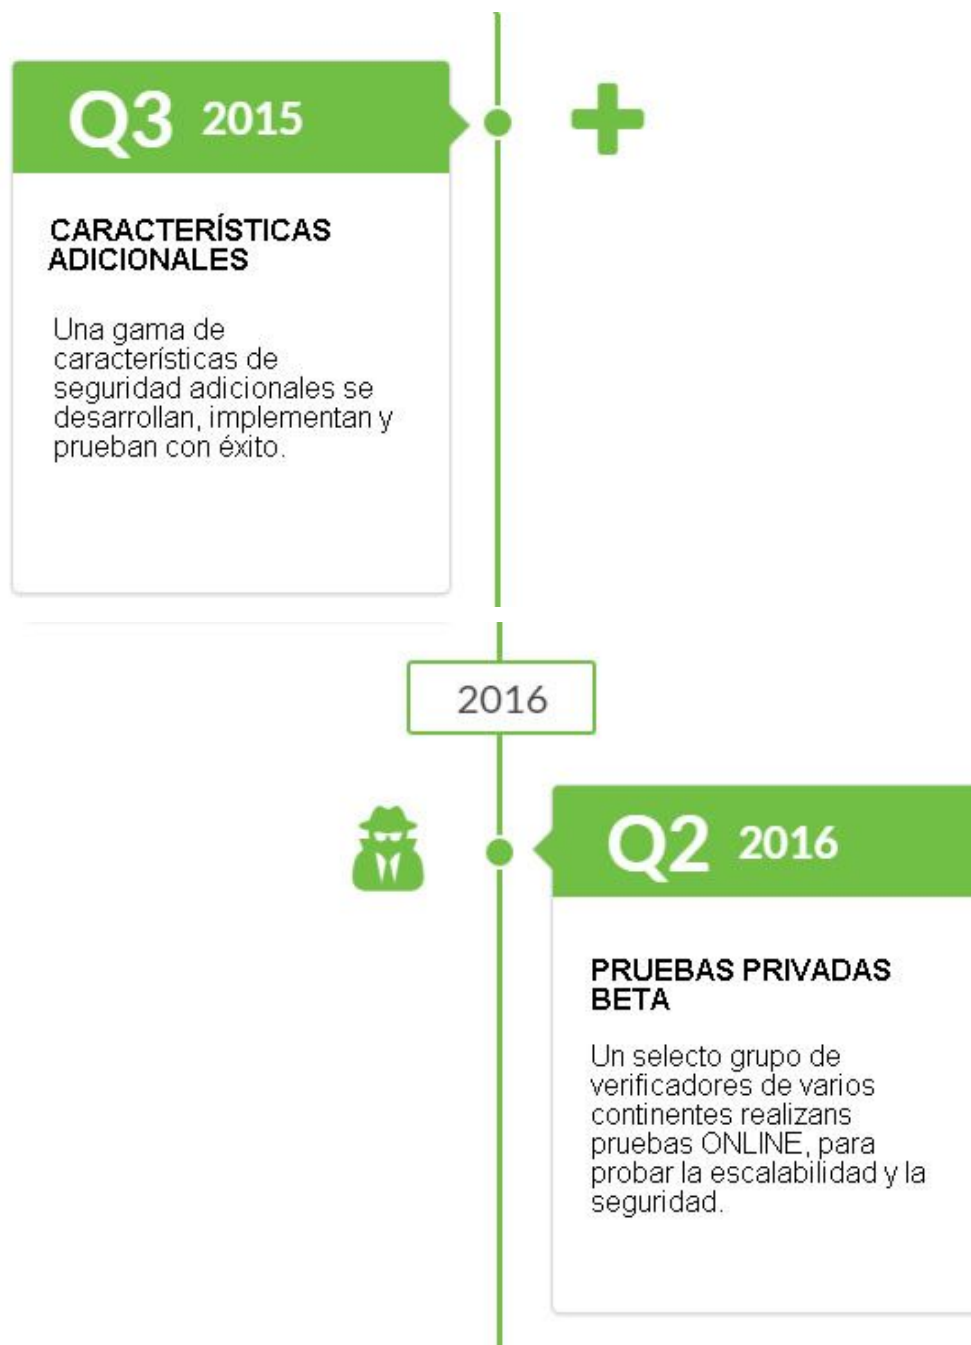 Q3 2015
CARACTERÍSTICAS
ADICIONALES
Una gama de
características de
seguridad adicionales se
desarrollan, implementan y
prueban con éxito.
2016
Q2 2016
PRUEBAS PRIVADAS
BETA
Un selecto grupo de
verificadores de varios
continentes realizans
pruebas ONLINE, para
probar la escalabilidad y la
seguridad.